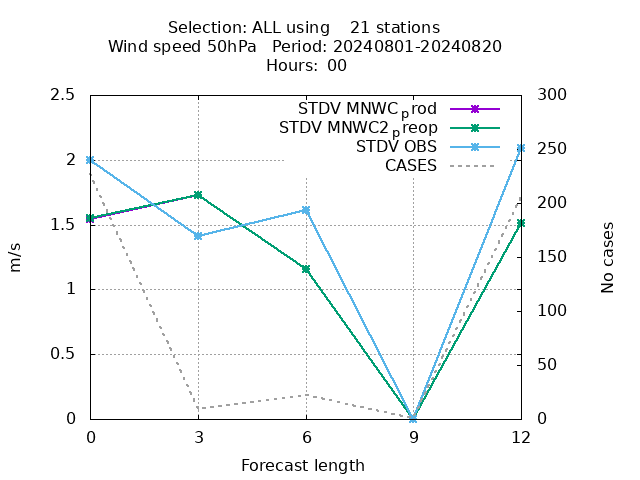 Selection: ALL using    21 stations
Wind speed 50hPa   Period: 20240801-20240820
Hours:  00
STDV MNWC_prod
STDV MNWC2_preop
STDV OBS
CASES
2.5
2
1.5
1
0.5
0
300
250
200
150
100
50
0
m/s
No cases
0 3 6 9 12
Forecast length